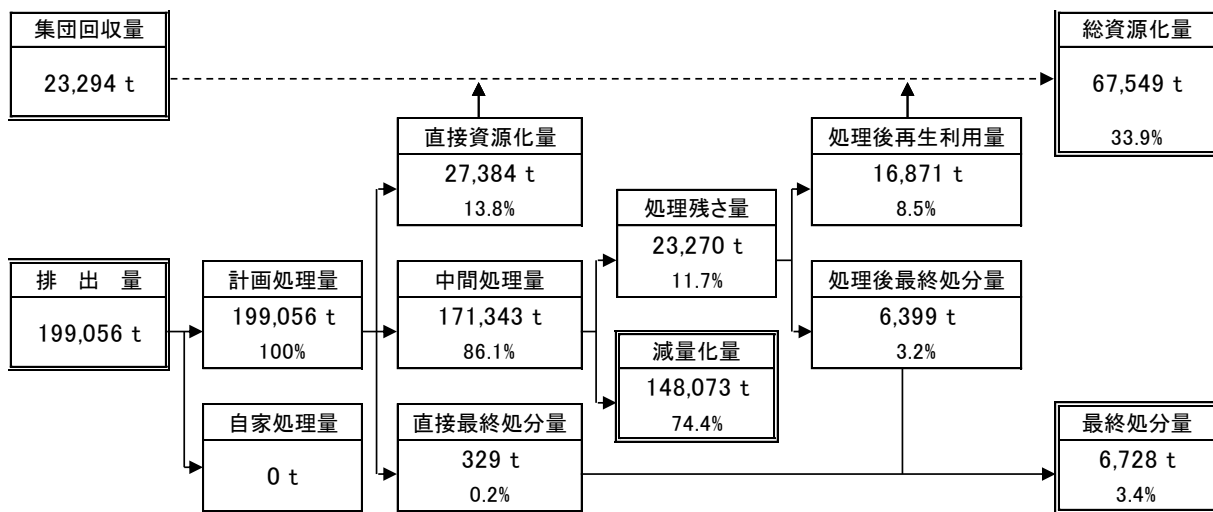 集団回収量
23,294 t
総資源化量
67,549 t
33.9%
直接資源化量
27,384 t
13.8%
処理後再生利用量
16,871 t
8.5%
処理残さ量
23,270 t
11.7%
排 出 量
199,056 t
計画処理量
199,056 t
100%
中間処理量
171,343 t
86.1%
処理後最終処分量
6,399 t
3.2%
減量化量
148,073 t
74.4%
自家処理量
0 t
直接最終処分量
329 t
0.2%
最終処分量
6,728 t
3.4%